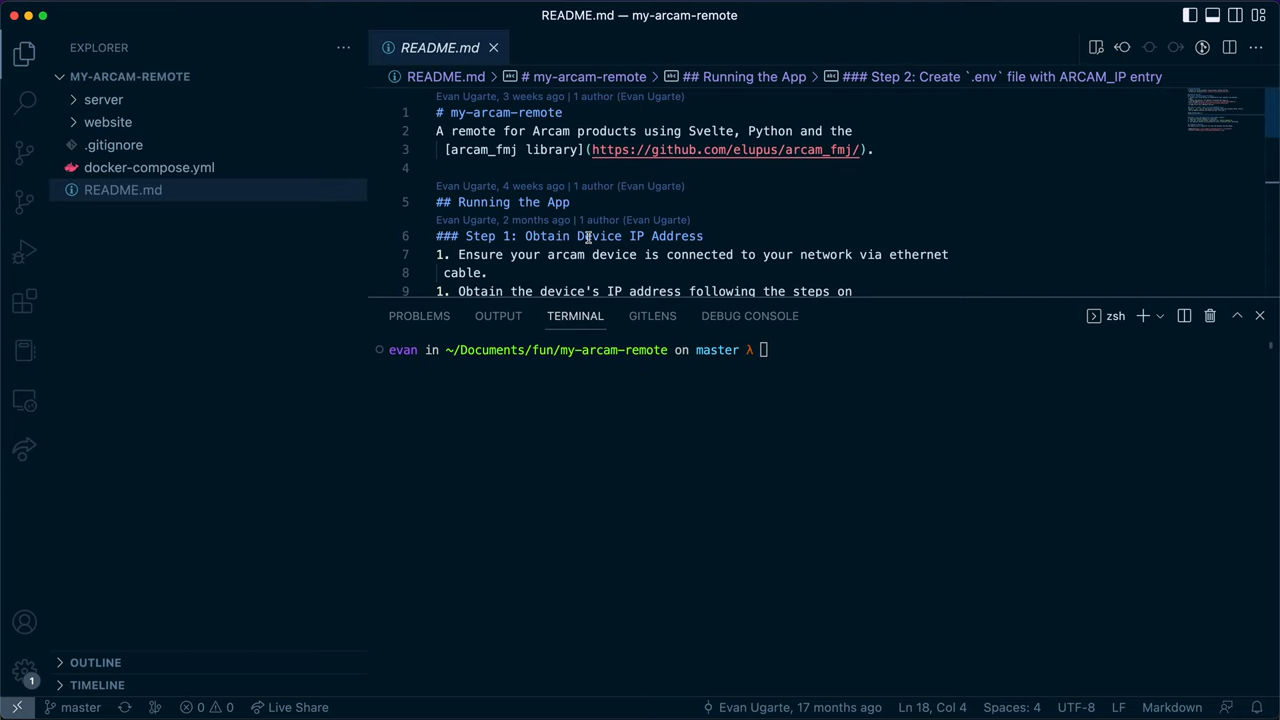 README.md — my-arcam-remote
EXPLORER
MY-ARCAM-REMOTE
server
website
.gitignore
docker-compose.yml
README.md
OUTLINE
TIMELINE
1
README.md
README.md > # my-arcam-remote > ## Running the App > ### Step 2: Create `.env` file with ARCAM_IP entry
Evan Ugarte, 3 weeks ago | 1 author (Evan Ugarte)
1 # my-arcam-remote
2 A remote for Arcam products using Svelte, Python and the
3 [arcam_fmj library](https://github.com/elupus/arcam_fmj/).
4
Evan Ugarte, 4 weeks ago | 1 author (Evan Ugarte)
5 ## Running the App
Evan Ugarte, 2 months ago | 1 author (Evan Ugarte)
6 ### Step 1: Obtain Device IP Address
7 1. Ensure your arcam device is connected to your network via ethernet
8 cable.
9 1. Obtain the device's IP address following the steps on
PROBLEMS OUTPUT TERMINAL GITLENS DEBUG CONSOLE zsh
evan in ~/Documents/fun/my-arcam-remote on master λ
master 0 0 Live Share Evan Ugarte, 17 months ago Ln 18, Col 4 Spaces: 4 UTF-8 LF Markdown